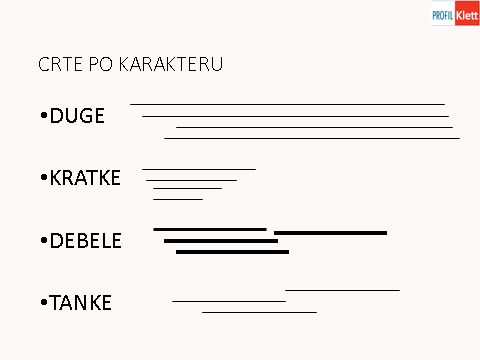 PROFIL Klett
CRTE PO KARAKTERU
•DUGE
•KRATKE
•DEBELE
•TANKE